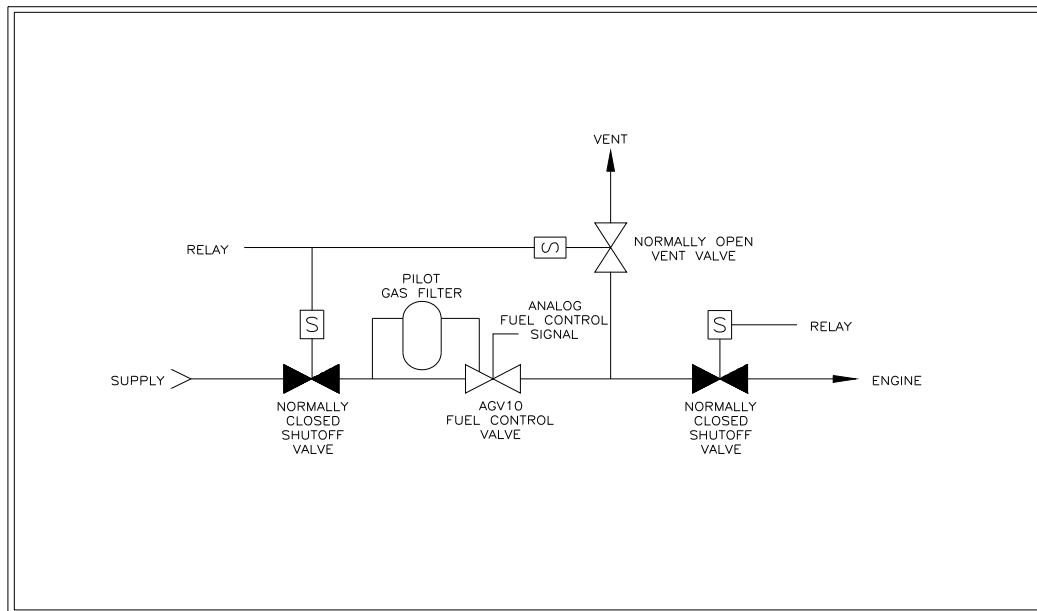 VENT
RELAY
S
NORMALLY OPEN
VENT VALVE
PILOT
GAS FILTER
ANALOG
FUEL CONTROL
SIGNAL
S
S
RELAY
SUPPLY
ENGINE
NORMALLY
CLOSED
SHUTOFF
VALVE
AGV10
FUEL CONTROL
VALVE
NORMALLY
CLOSED
SHUTOFF
VALVE